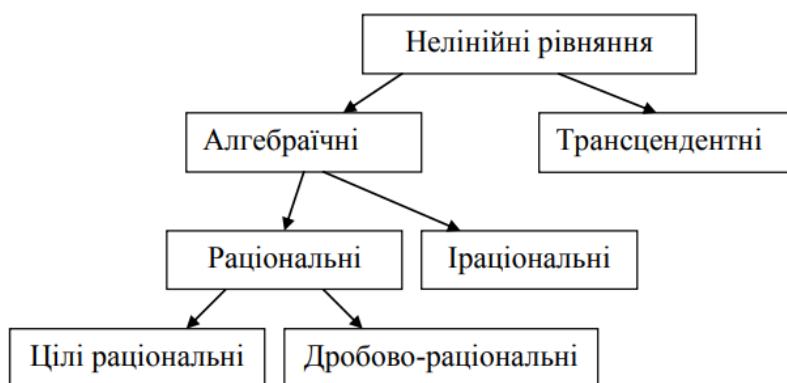 Нелінійні рівняння
Алгебраїчні
Трансцендентні
Раціональні
Ірраціональні
Цілі раціональні
Дробово-раціональні